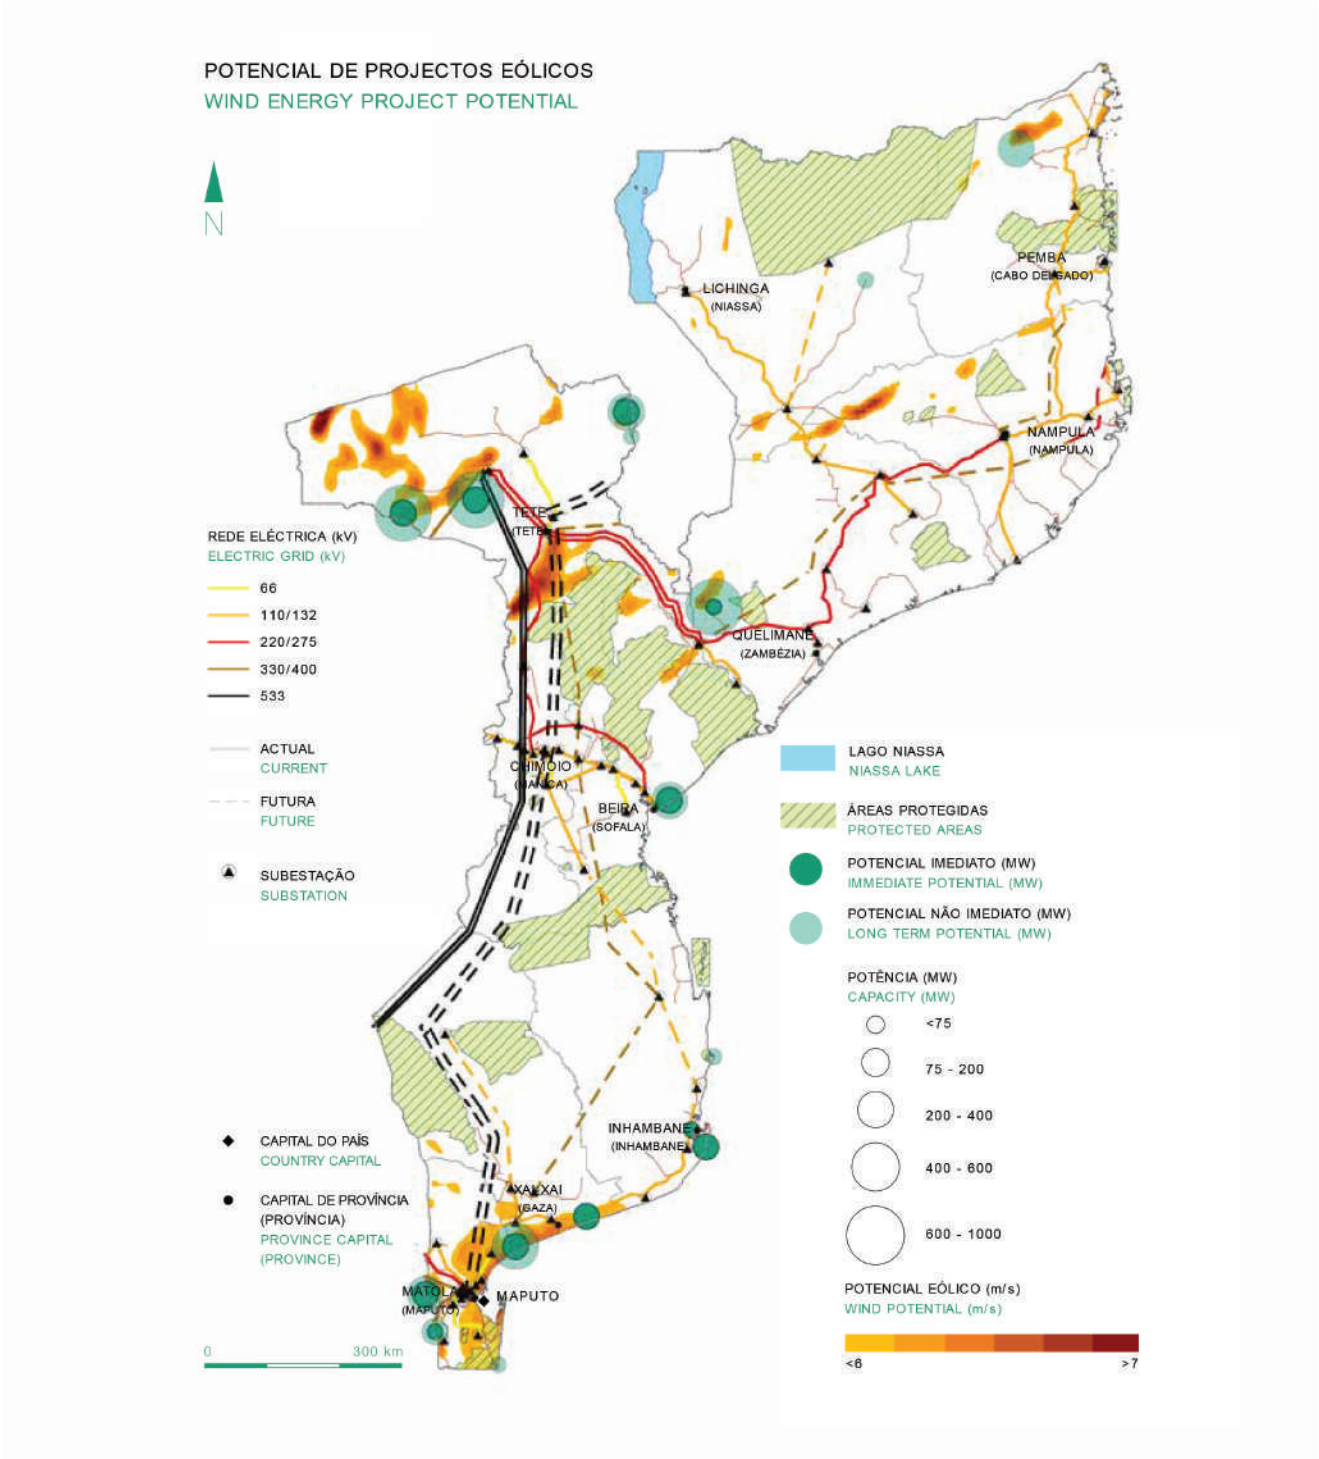 POTENCIAL DE PROJECTOS EÓLICOS
WIND ENERGY PROJECT POTENTIAL
N
PEMBA
(CABO DELGADO)
LICHINGA
(NIASSA)
NAMPULA
(NAMPULA)
TETE
(TETE)
REDE ELÉCTRICA (kV)
ELECTRIC GRID (kV)
66
110/132
220/275
330/400
533
ACTUAL
CURRENT
FUTURA
FUTURE
SUBESTAÇÃO
SUBSTATION
QUELIMANE
(ZAMBÉZIA)
CHIMOIO
(MANICA)
BEIRA
(SOFALA)
LAGO NIASSA
NIASSA LAKE
ÁREAS PROTEGIDAS
PROTECTED AREAS
POTENCIAL IMEDIATO (MW)
IMMEDIATE POTENTIAL (MW)
POTENCIAL NÃO IMEDIATO (MW)
LONG TERM POTENTIAL (MW)
POTÊNCIA (MW)
CAPACITY (MW)
<75
75 - 200
200 - 400
400 - 600
600 - 1000
INHAMBANE
(INHAMBANE)
CAPITAL DO PAÍS
COUNTRY CAPITAL
CAPITAL DE PROVÍNCIA
(PROVÍNCIA)
PROVINCE CAPITAL
(PROVINCE)
XAI-XAI
(GAZA)
MATOLA
(MAPUTO)
MAPUTO
0 300 km
POTENCIAL EÓLICO (m/s)
WIND POTENTIAL (m/s)
<6 >7